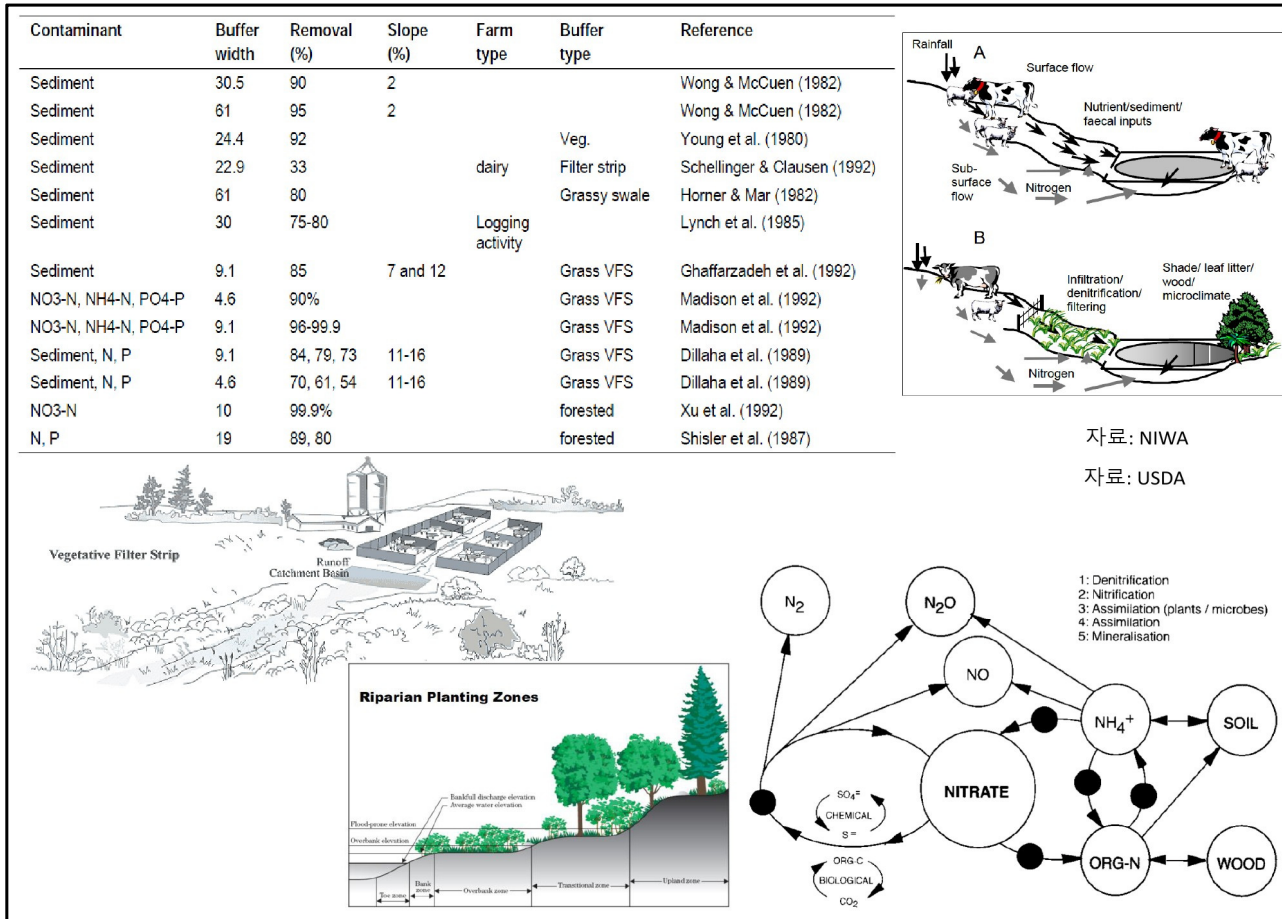 Contaminant Buffer width Removal (%) Slope (%) Farm type Buffer type Reference
Sediment 30.5 90 2 Wong & McCuen (1982)
Sediment 61 95 2 Wong & McCuen (1982)
Sediment 24.4 92 Veg. Young et al. (1980)
Sediment 22.9 33 dairy Filter strip Schellinger & Clausen (1992)
Sediment 61 80 Grassy swale Horner & Mar (1982)
Sediment 30 75-80 Logging activity Lynch et al. (1985)
Sediment 9.1 85 7 and 12 Grass VFS Ghaffarzadeh et al. (1992)
NO3-N, NH4-N, PO4-P 4.6 90% Grass VFS Madison et al. (1992)
NO3-N, NH4-N, PO4-P 9.1 96-99.9 Grass VFS Madison et al. (1992)
Sediment, N, P 9.1 84, 79, 73 11-16 Grass VFS Dillaha et al. (1989)
Sediment, N, P 4.6 70, 61, 54 11-16 Grass VFS Dillaha et al. (1989)
NO3-N 10 99.9% forested Xu et al. (1992)
N, P 19 89, 80 forested Shisler et al. (1987)
Rainfall
A
Surface flow
Nutrient/sediment/
faecal inputs
Sub-
surface
flow
Nitrogen
B
Infiltration/
denitrification/
filtering
Shade/ leaf litter/
wood/
microclimate
Nitrogen
자료: NIWA
자료: USDA
Vegetative Filter Strip
Runoff
Catchment Basin
Riparian Planting Zones
Bankfull discharge elevation
Average water elevation
Flood-prone elevation
Overbank elevation
Toe zone
Bank
zone
Overbank zone
Transitional zone
Upland zone
N₂
N₂O
NO
NH₄⁺
SOIL
NITRATE
ORG-N
WOOD
SO₄=
CHEMICAL
S=
ORG-C
BIOLOGICAL
CO₂
1: Denitrification
2: Nitrification
3: Assimilation (plants / microbes)
4: Assimilation
5: Mineralisation